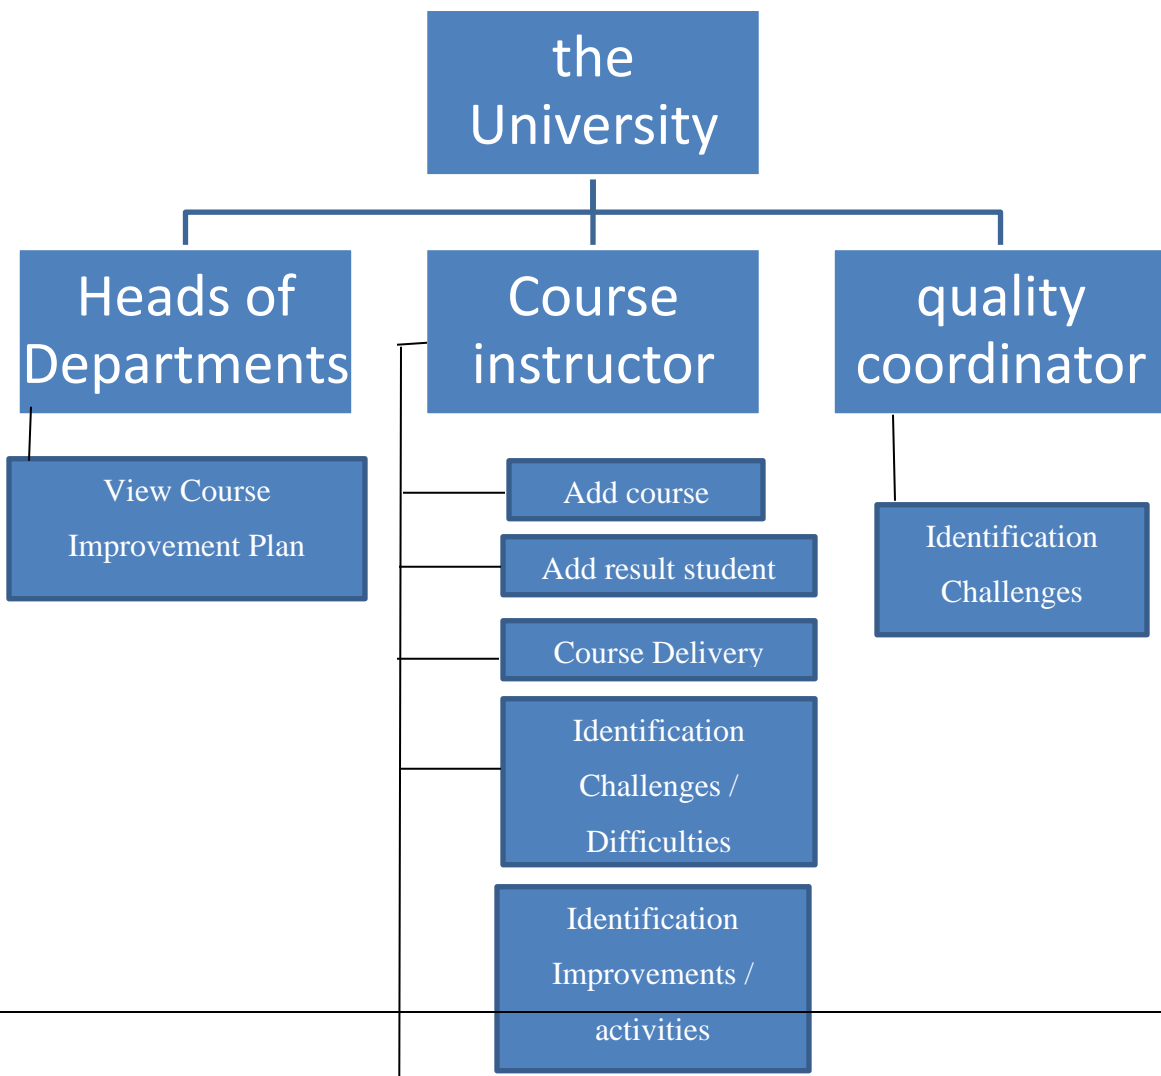 the
University
Heads of
Departments
Course
instructor
quality
coordinator
View Course
Improvement Plan
Add course
Add result student
Course Delivery
Identification
Challenges /
Difficulties
Identification
Improvements /
activities
Identification
Challenges